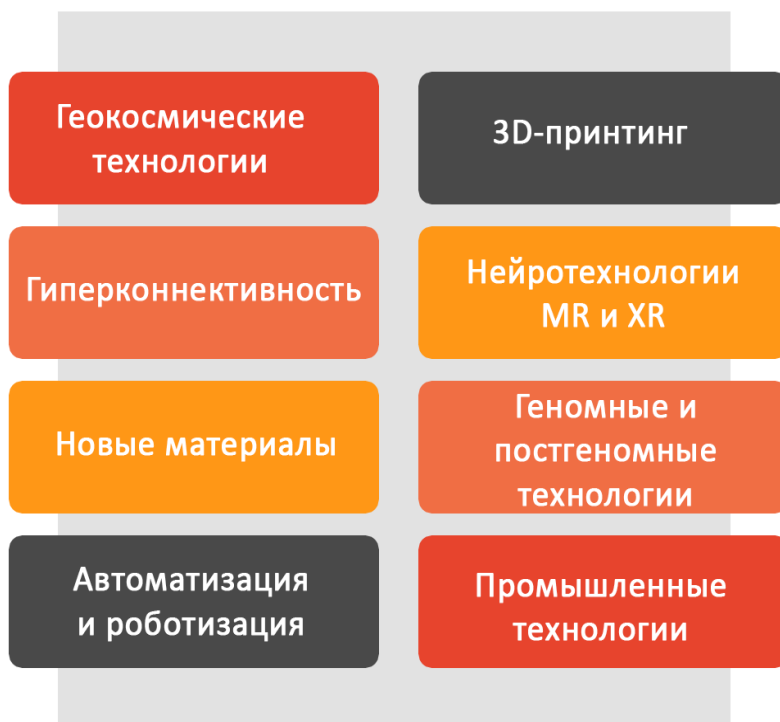 Геокосмические
технологии
3D-принтинг
Гиперконнективность
Нейротехнологии
MR и XR
Новые материалы
Геномные и
постгеномные
технологии
Автоматизация
и роботизация
Промышленные
технологии